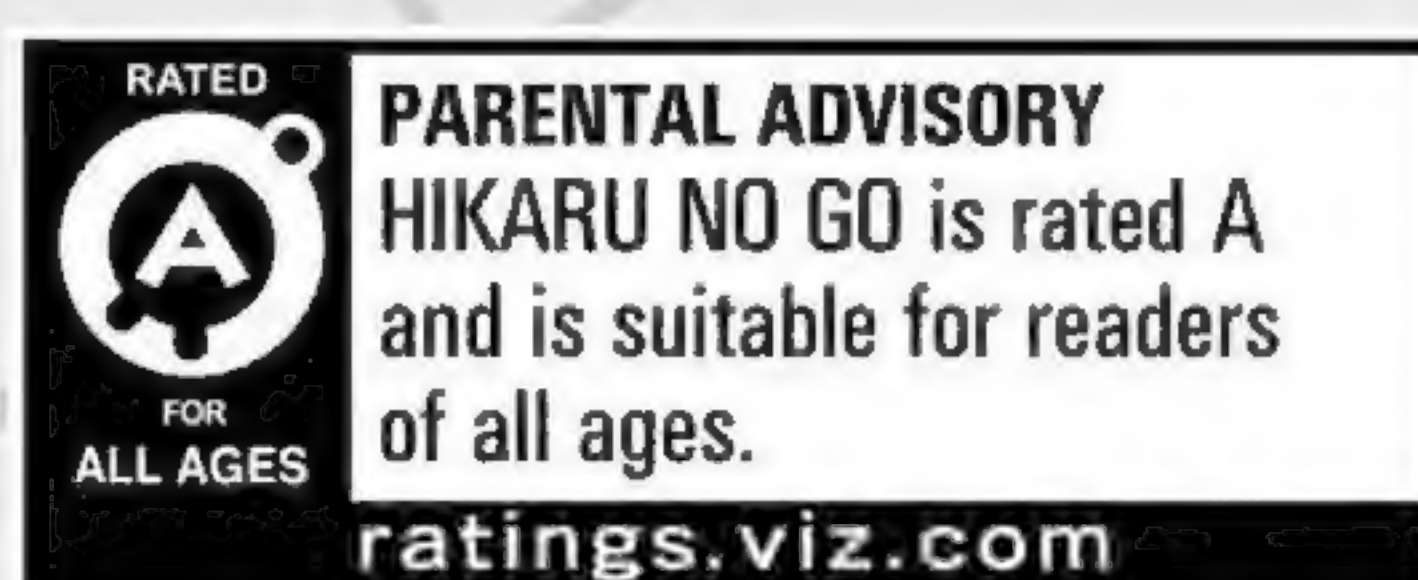 RATED
A
FOR
ALL AGES
PARENTAL ADVISORY
HIKARU NO GO is rated A
and is suitable for readers
of all ages.
ratings.viz.com